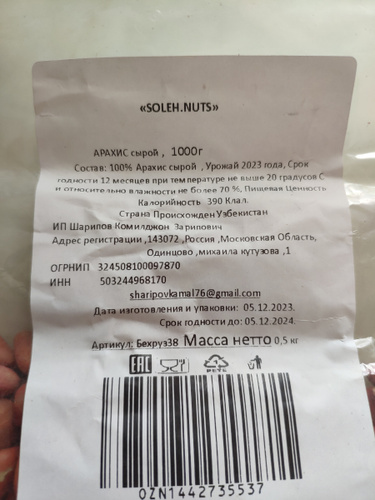 «SOLEH.NUTS»
АРАХИС сырой , 1000г
Состав: 100% Арахис сырой , Урожай 2023 года, Срок
годности 12 месяцев при температуре не выше 20 градусов С
и относительно влажности не более 70 %, Пищевая Ценность
Калорийность 390 Клал.
Страна Происхожден Узбекистан
ИП Шарипов Комилджон Зарипович
Адрес регистрации ,143072 ,Россия ,Московская Область,
Одинцово ,михаила кутузова ,1
ОГРНИП 324508100097870
ИНН 503244968170
sharipovkamal76@gmail.com
Дата изготовления и упаковки: 05.12.2023.
Срок годности до: 05.12.2024.
Артикул: Бехруз38 Масса нетто 0,5 кг
EAC
OZN1442735537